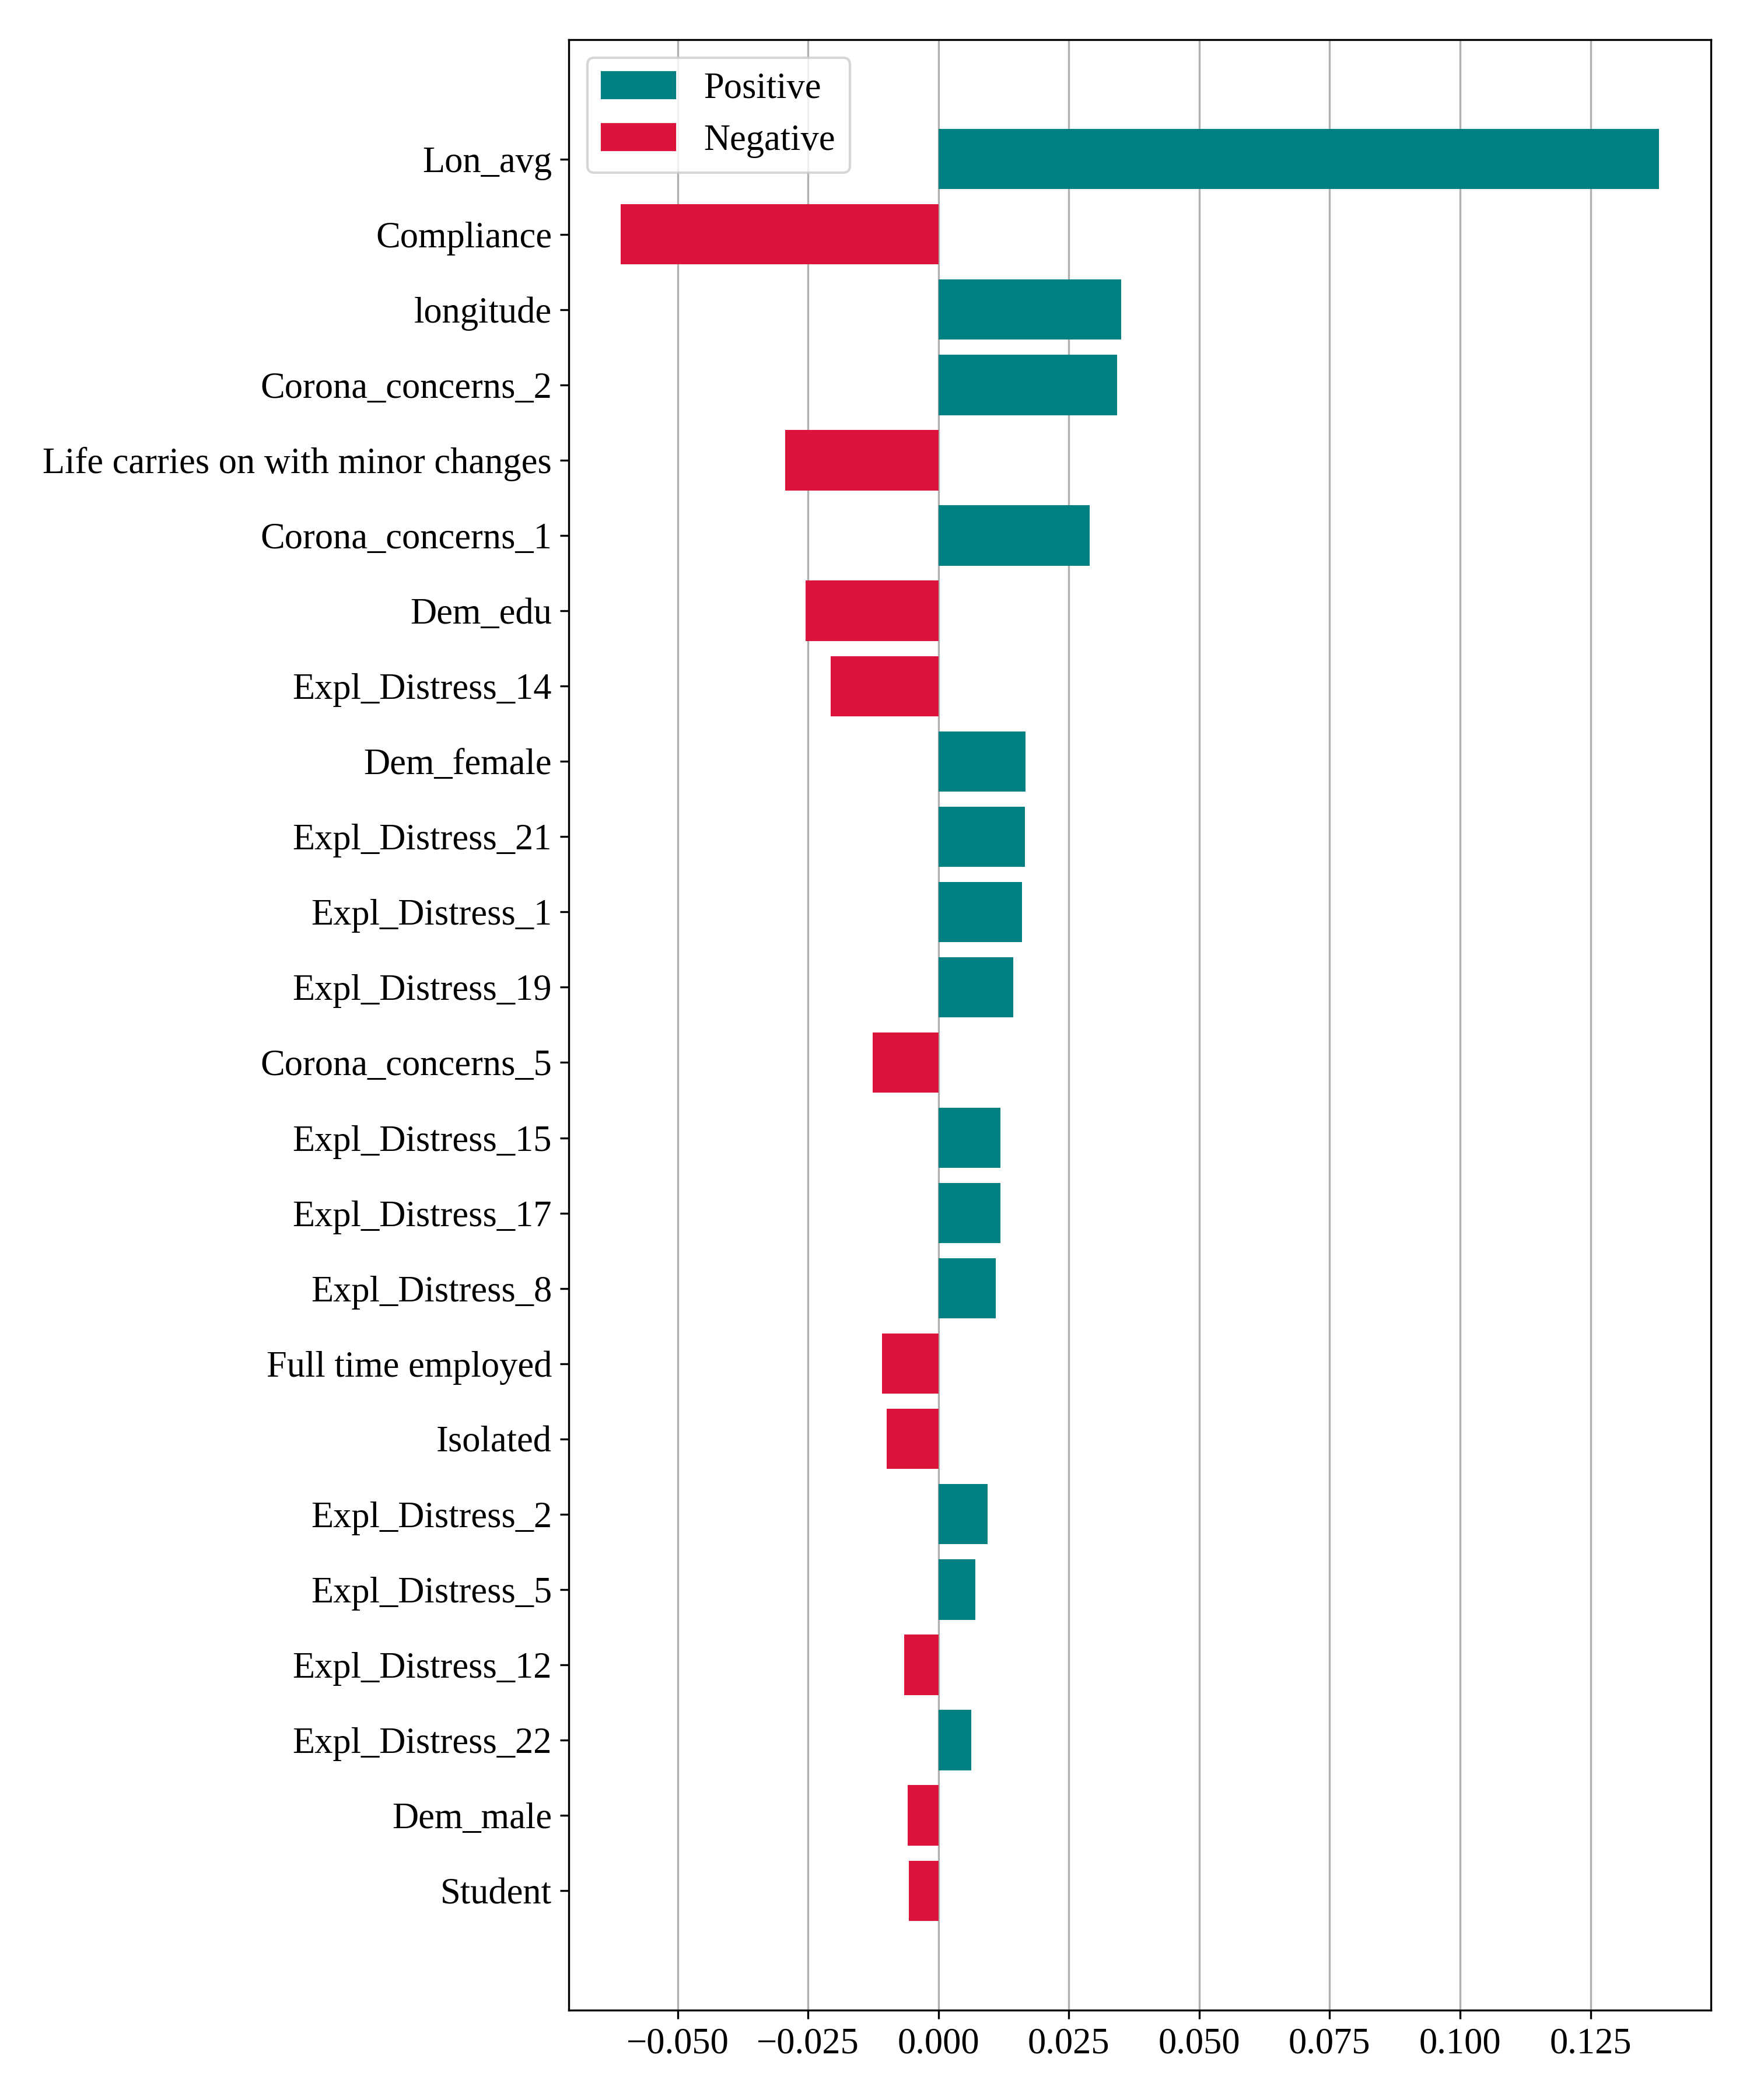 Positive
Negative
Lon_avg
Compliance
longitude
Corona_concerns_2
Life carries on with minor changes
Corona_concerns_1
Dem_edu
Expl_Distress_14
Dem_female
Expl_Distress_21
Expl_Distress_1
Expl_Distress_19
Corona_concerns_5
Expl_Distress_15
Expl_Distress_17
Expl_Distress_8
Full time employed
Isolated
Expl_Distress_2
Expl_Distress_5
Expl_Distress_12
Expl_Distress_22
Dem_male
Student
−0.050 −0.025 0.000 0.025 0.050 0.075 0.100 0.125